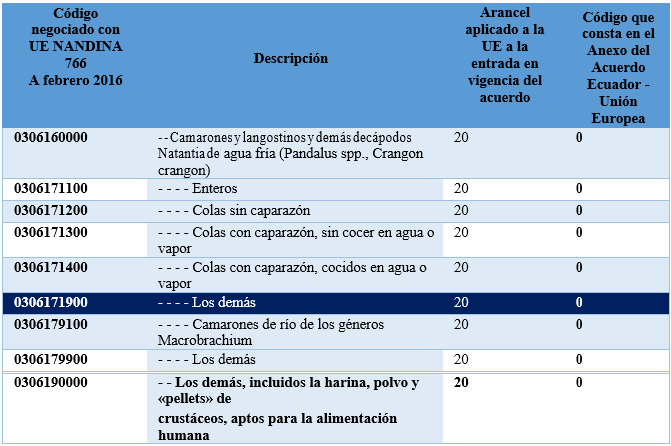 Código
negociado con
UE NANDINA
766
A febrero 2016
Descripción
Arancel
aplicado a la
UE a la
entrada en
vigencia del
acuerdo
Código que
consta en el
Anexo del
Acuerdo
Ecuador -
Unión
Europea
0306160000
- - Camarones y langostinos y demás decápodos
Natantia de agua fría (Pandalus spp., Crangon
crangon)
20
0
0306171100
- - - - Enteros
20
0
0306171200
- - - - Colas sin caparazón
20
0
0306171300
- - - - Colas con caparazón, sin cocer en agua o
vapor
20
0
0306171400
- - - - Colas con caparazón, cocidos en agua o
vapor
20
0
0306171900
- - - - Los demás
20
0
0306179100
- - - - Camarones de río de los géneros
Macrobrachium
20
0
0306179900
- - - - Los demás
20
0
0306190000
- - Los demás, incluidos la harina, polvo y
«pellets» de
crustáceos, aptos para la alimentación
humana
20
0